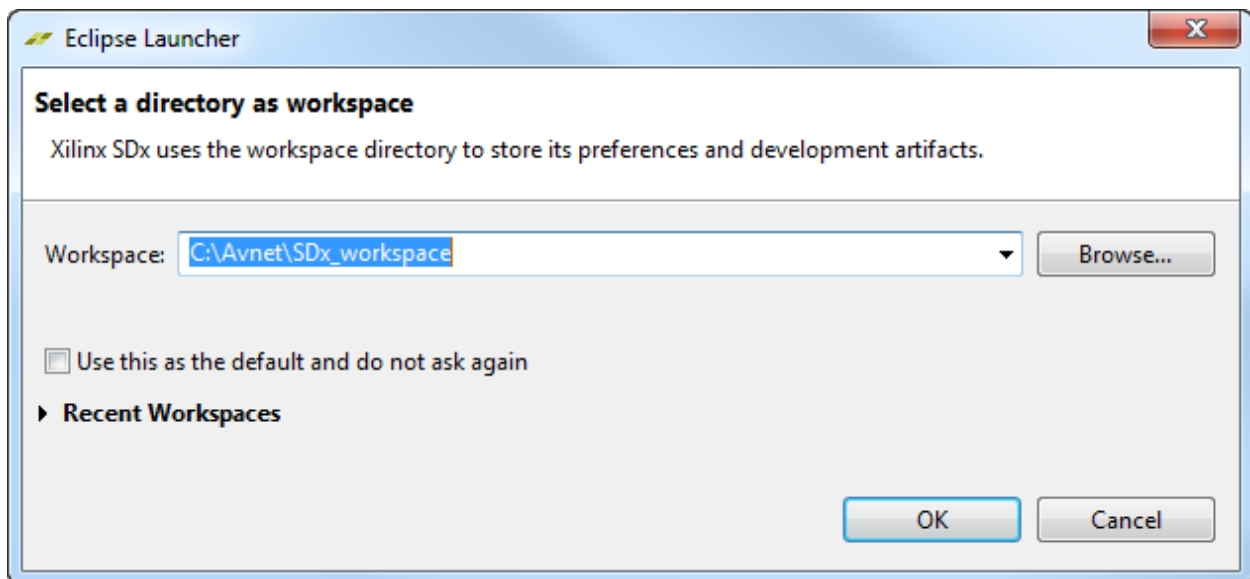 Eclipse Launcher
Select a directory as workspace
Xilinx SDx uses the workspace directory to store its preferences and development artifacts.
Workspace: C:\Avnet\SDx_workspace Browse...
Use this as the default and do not ask again
Recent Workspaces
OK Cancel